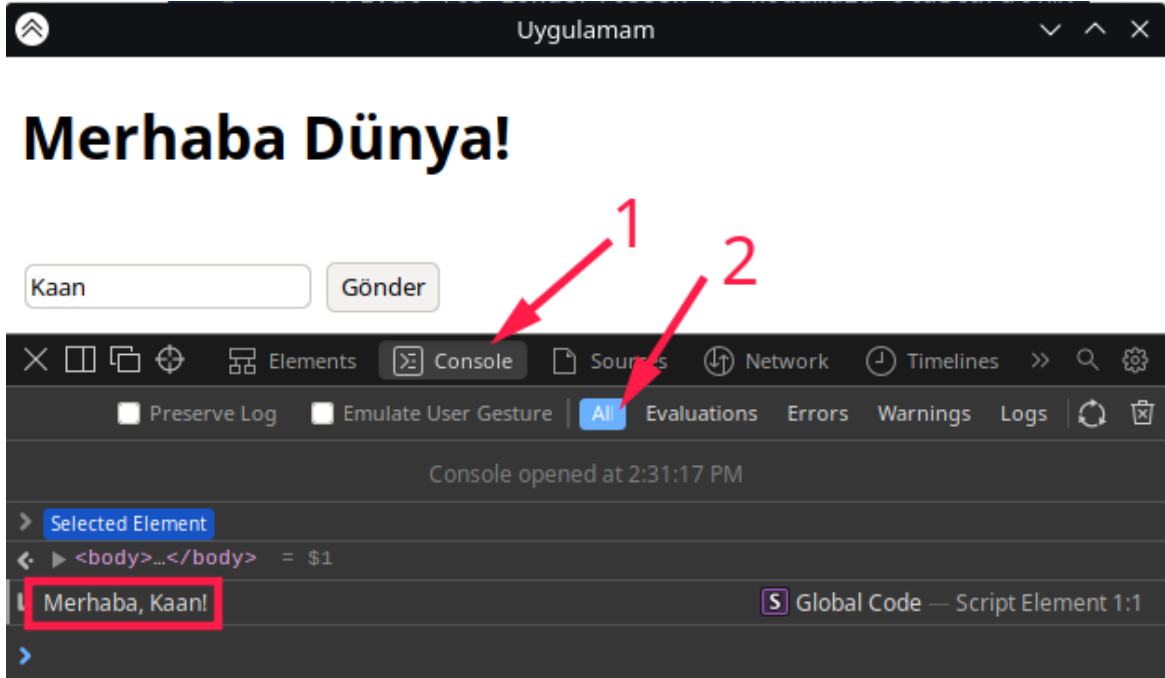 Uygulamam
Merhaba Dünya!
1
2
Kaan Gönder
Elements Console Sources Network Timelines
Preserve Log Emulate User Gesture All Evaluations Errors Warnings Logs
Console opened at 2:31:17 PM
Selected Element
<body>…</body> = $1
Merhaba, Kaan! S Global Code — Script Element 1:1